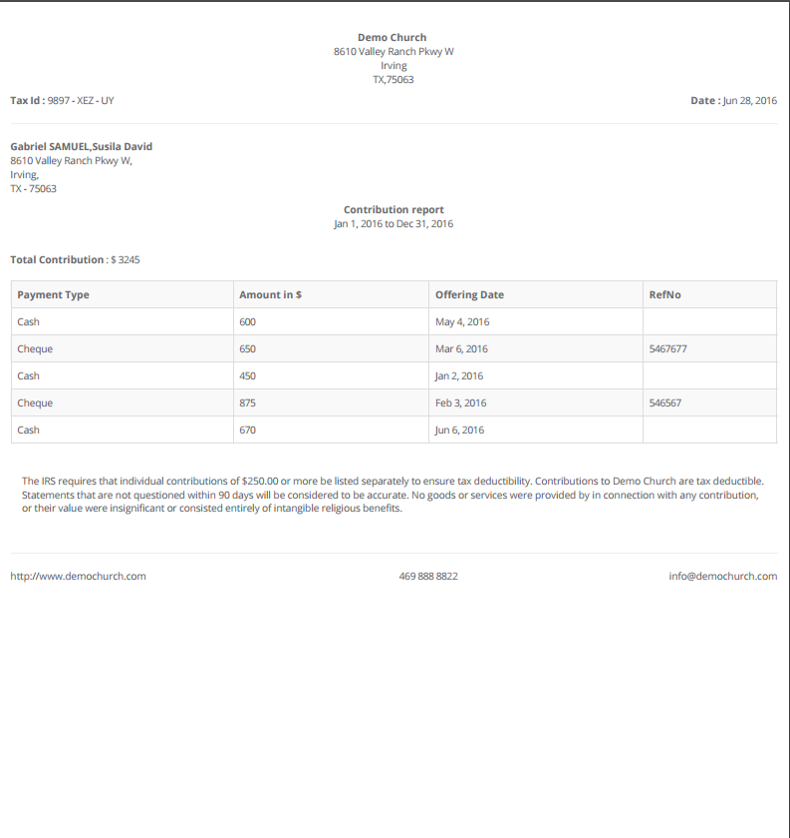 Demo Church
8610 Valley Ranch Pkwy W
Irving
TX,75063
Tax Id : 9897 - XEZ - UY
Date : Jun 28, 2016
Gabriel SAMUEL,Susila David
8610 Valley Ranch Pkwy W,
Irving,
TX - 75063
Contribution report
Jan 1, 2016 to Dec 31, 2016
Total Contribution : $ 3245
Payment Type Amount in $ Offering Date RefNo
Cash 600 May 4, 2016
Cheque 650 Mar 6, 2016 5467677
Cash 450 Jan 2, 2016
Cheque 875 Feb 3, 2016 546567
Cash 670 Jun 6, 2016
The IRS requires that individual contributions of $250.00 or more be listed separately to ensure tax deductibility. Contributions to Demo Church are tax deductible.
Statements that are not questioned within 90 days will be considered to be accurate. No goods or services were provided by in connection with any contribution,
or their value were insignificant or consisted entirely of intangible religious benefits.
http://www.demochurch.com 469 888 8822 info@demochurch.com